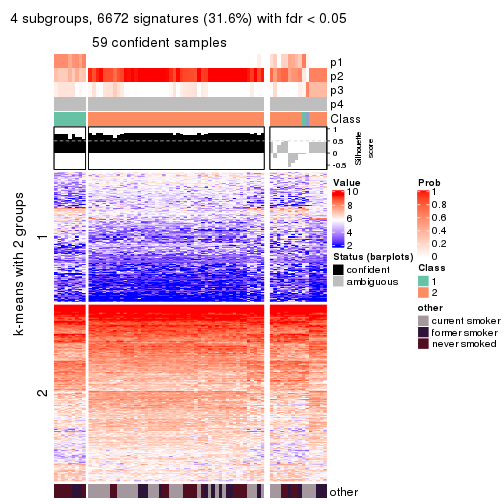 4 subgroups, 6672 signatures (31.6%) with fdr < 0.05
59 confident samples
p1
p2
p3
p4
Class
1
0.5
0
-0.5
Silhouette
score
k-means with 2 groups
1
2
other
Value
10
8
6
4
2
Status (barplots)
confident
ambiguous
Prob
1
0.8
0.6
0.4
0.2
0
Class
1
2
other
current smoker
former smoker
never smoked